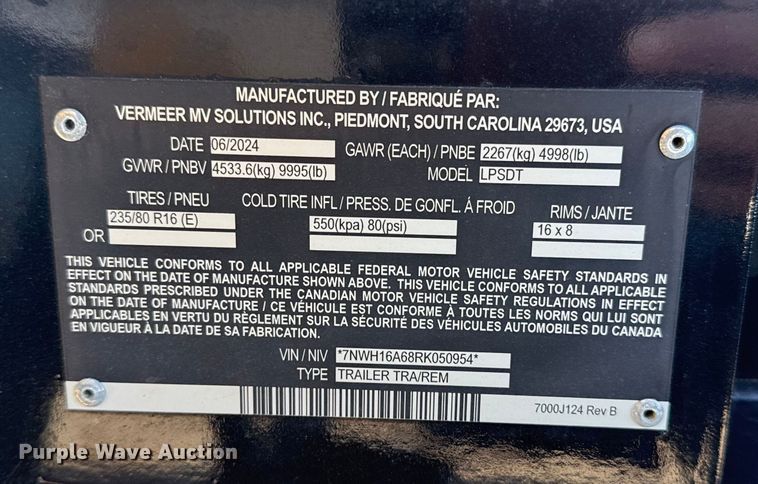 MANUFACTURED BY / FABRIQUÉ PAR:
VERMEER MV SOLUTIONS INC., PIEDMONT, SOUTH CAROLINA 29673, USA
DATE 06/2024 GAWR (EACH) / PNBE 2267(kg) 4998(lb)
GVWR / PNBV 4533.6(kg) 9995(lb) MODEL LPSDT
TIRES / PNEU COLD TIRE INFL / PRESS. DE GONFL. Á FROID RIMS / JANTE
235/80 R16 (E) 550(kpa) 80(psi) 16 x 8
OR
THIS VEHICLE CONFORMS TO ALL APPLICABLE FEDERAL MOTOR VEHICLE SAFETY STANDARDS IN
EFFECT ON THE DATE OF MANUFACTURE SHOWN ABOVE. THIS VEHICLE CONFORMS TO ALL APPLICABLE
STANDARDS PRESCRIBED UNDER THE CANADIAN MOTOR VEHICLE SAFETY REGULATIONS IN EFFECT
ON THE DATE OF MANUFACTURE / CE VÉHICULE EST CONFORME À TOUTES LES NORMES QUI LUI SONT
APPLICABLES EN VERTU DU RÈGLEMENT SUR LA SÉCURITÉ DES VÉHICULES AUTOMOBILES DU CANADA
EN VIGUEUR À LA DATE DE SA FABRICATION.
VIN / NIV *7NWH16A68RK050954*
TYPE TRAILER TRA/REM
7000J124 Rev B
Purple Wave Auction